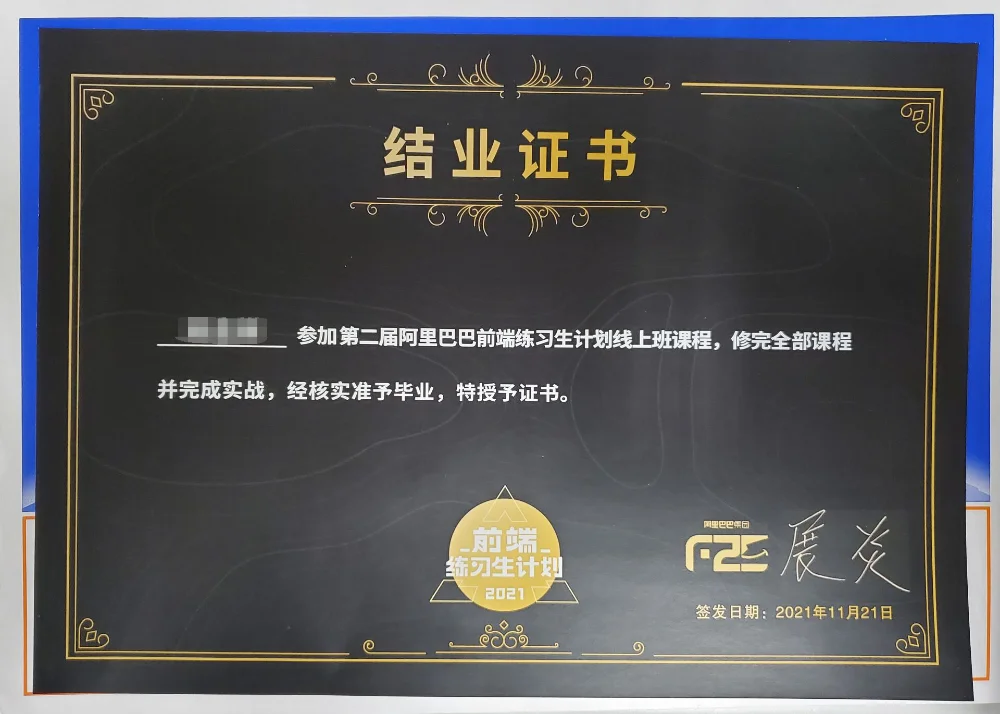 结业证书
参加第二届阿里巴巴前端练习生计划线上班课程，修完全部课程
并完成实战，经核实准予毕业，特授予证书。
前端
练习生计划
2021
阿里巴巴集团
展炎
签发日期：2021年11月21日